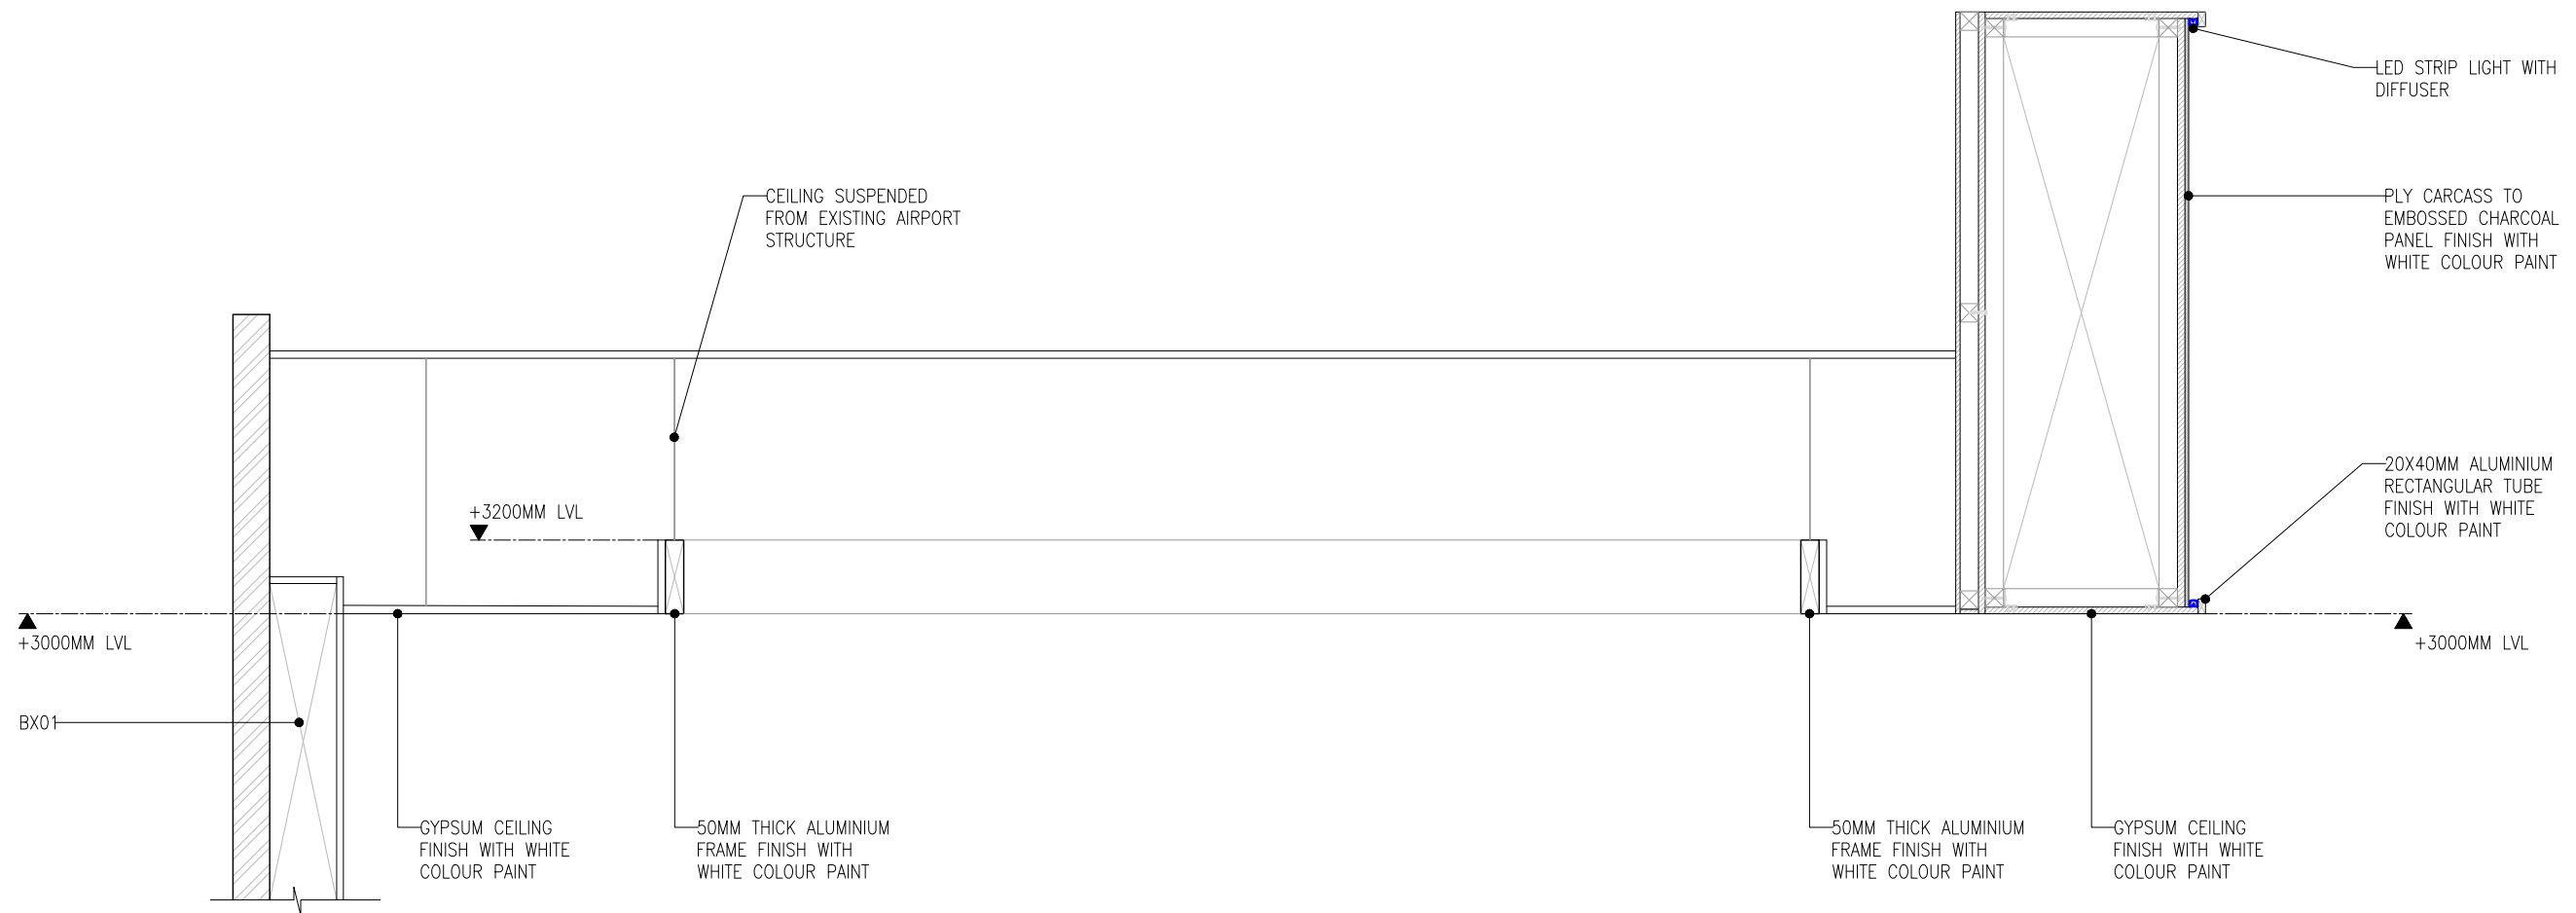 LED STRIP LIGHT WITH
DIFFUSER
CEILING SUSPENDED
FROM EXISTING AIRPORT
STRUCTURE
PLY CARCASS TO
EMBOSSED CHARCOAL
PANEL FINISH WITH
WHITE COLOUR PAINT
20X40MM ALUMINIUM
RECTANGULAR TUBE
FINISH WITH WHITE
COLOUR PAINT
+3200MM LVL
+3000MM LVL
+3000MM LVL
BX01
GYPSUM CEILING
FINISH WITH WHITE
COLOUR PAINT
50MM THICK ALUMINIUM
FRAME FINISH WITH
WHITE COLOUR PAINT
50MM THICK ALUMINIUM
FRAME FINISH WITH
WHITE COLOUR PAINT
GYPSUM CEILING
FINISH WITH WHITE
COLOUR PAINT